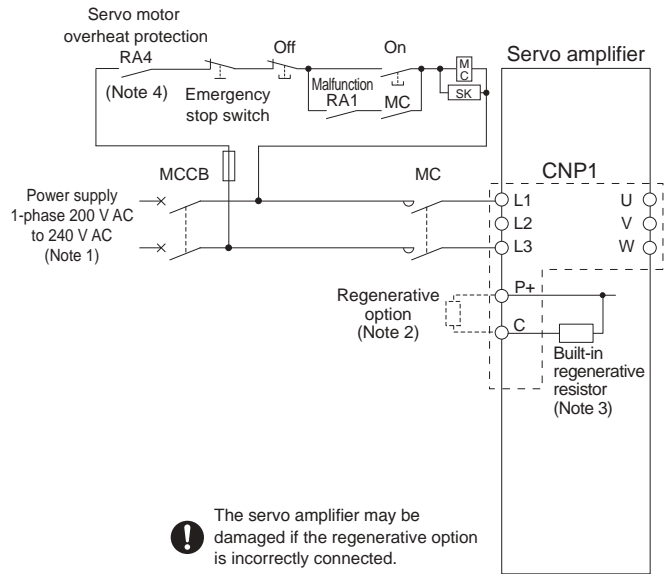 Servo motor
overheat protection
RA4
(Note 4)
Emergency
stop switch
Off
On
Malfunction
RA1
MC
MC
SK
Servo amplifier
MCCB
MC
CNP1
Power supply
1-phase 200 V AC
to 240 V AC
(Note 1)
L1
L2
L3
U
V
W
Regenerative
option
(Note 2)
P+
C
Built-in
regenerative
resistor
(Note 3)
The servo amplifier may be
damaged if the regenerative option
is incorrectly connected.